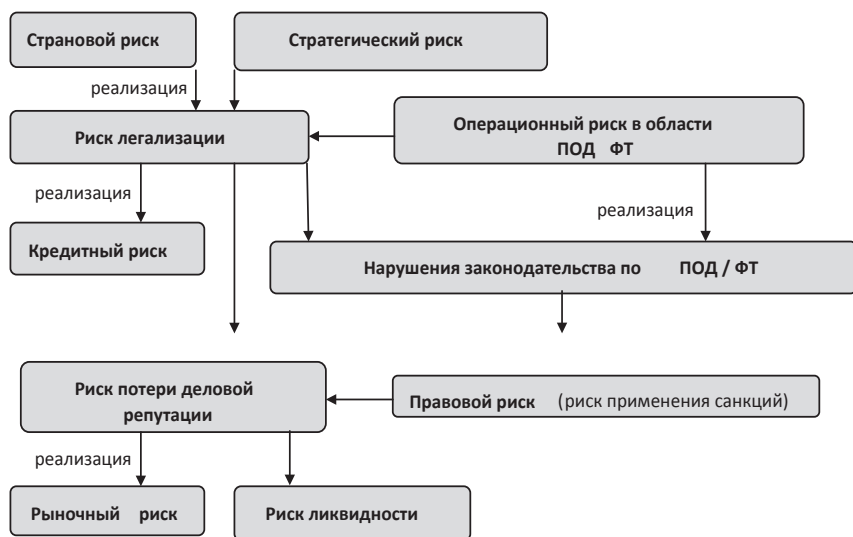 Страновой риск
Стратегический риск
реализация
Риск легализации
Операционный риск в области
ПОД ФТ
реализация
реализация
Кредитный риск
Нарушения законодательства по ПОД / ФТ
Риск потери деловой
репутации
Правовой риск (риск применения санкций)
реализация
Рыночный риск
Риск ликвидности